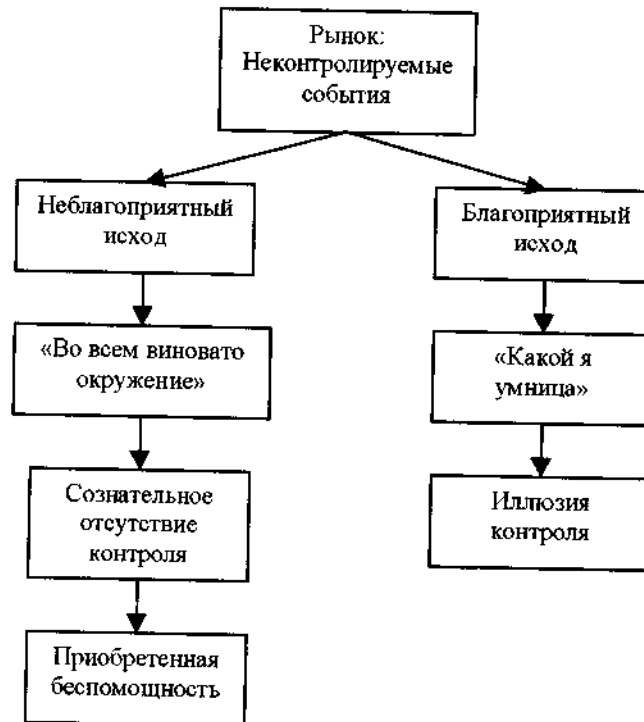 Рынок:
Неконтролируемые
события
Неблагоприятный
исход
Благоприятный
исход
«Во всем виновато
окружение»
«Какой я
умница»
Сознательное
отсутствие
контроля
Иллюзия
контроля
Приобретенная
беспомощность